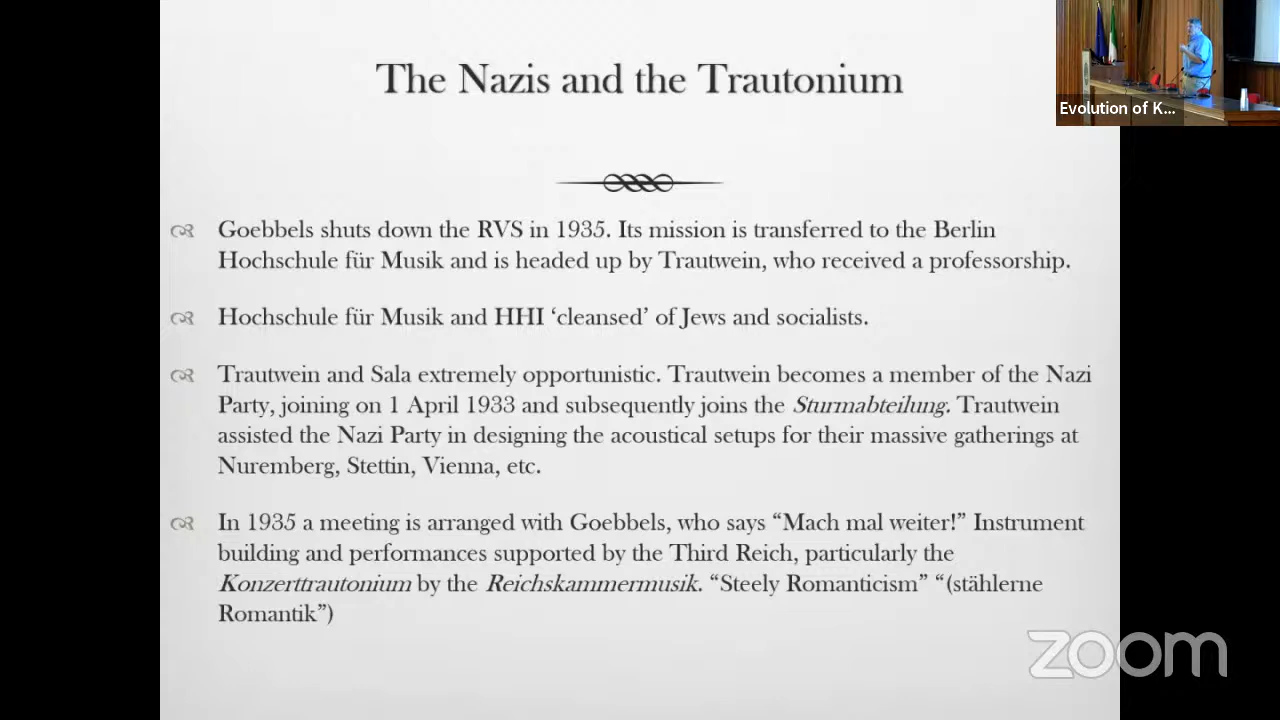 The Nazis and the Trautonium
Evolution of K...
Goebbels shuts down the RVS in 1935. Its mission is transferred to the Berlin
Hochschule für Musik and is headed up by Trautwein, who received a professorship.
Hochschule für Musik and HHI ‘cleansed’ of Jews and socialists.
Trautwein and Sala extremely opportunistic. Trautwein becomes a member of the Nazi
Party, joining on 1 April 1933 and subsequently joins the Sturmabteilung. Trautwein
assisted the Nazi Party in designing the acoustical setups for their massive gatherings at
Nuremberg, Stettin, Vienna, etc.
In 1935 a meeting is arranged with Goebbels, who says “Mach mal weiter!” Instrument
building and performances supported by the Third Reich, particularly the
Konzerttrautonium by the Reichskammermusik. “Steely Romanticism” “(stählerne
Romantik”)
zoom